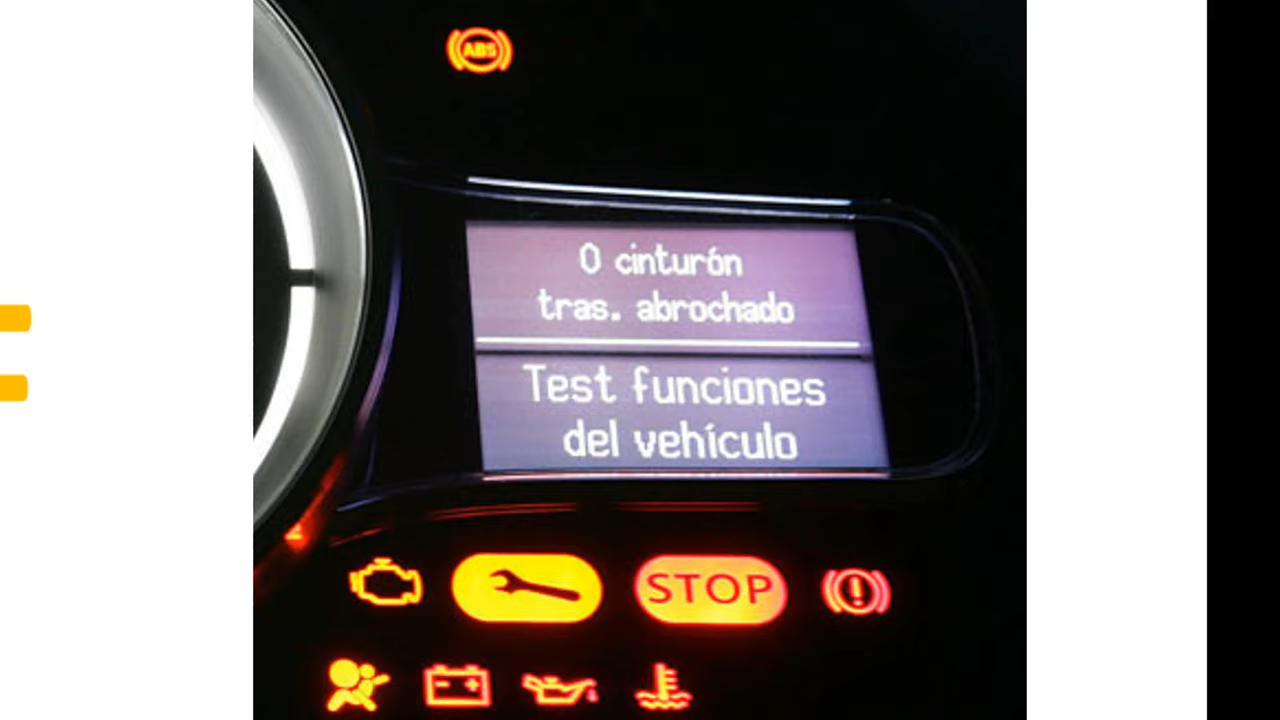 ABS
0 cinturón
tras. abrochado
Test funciones
del vehículo
STOP